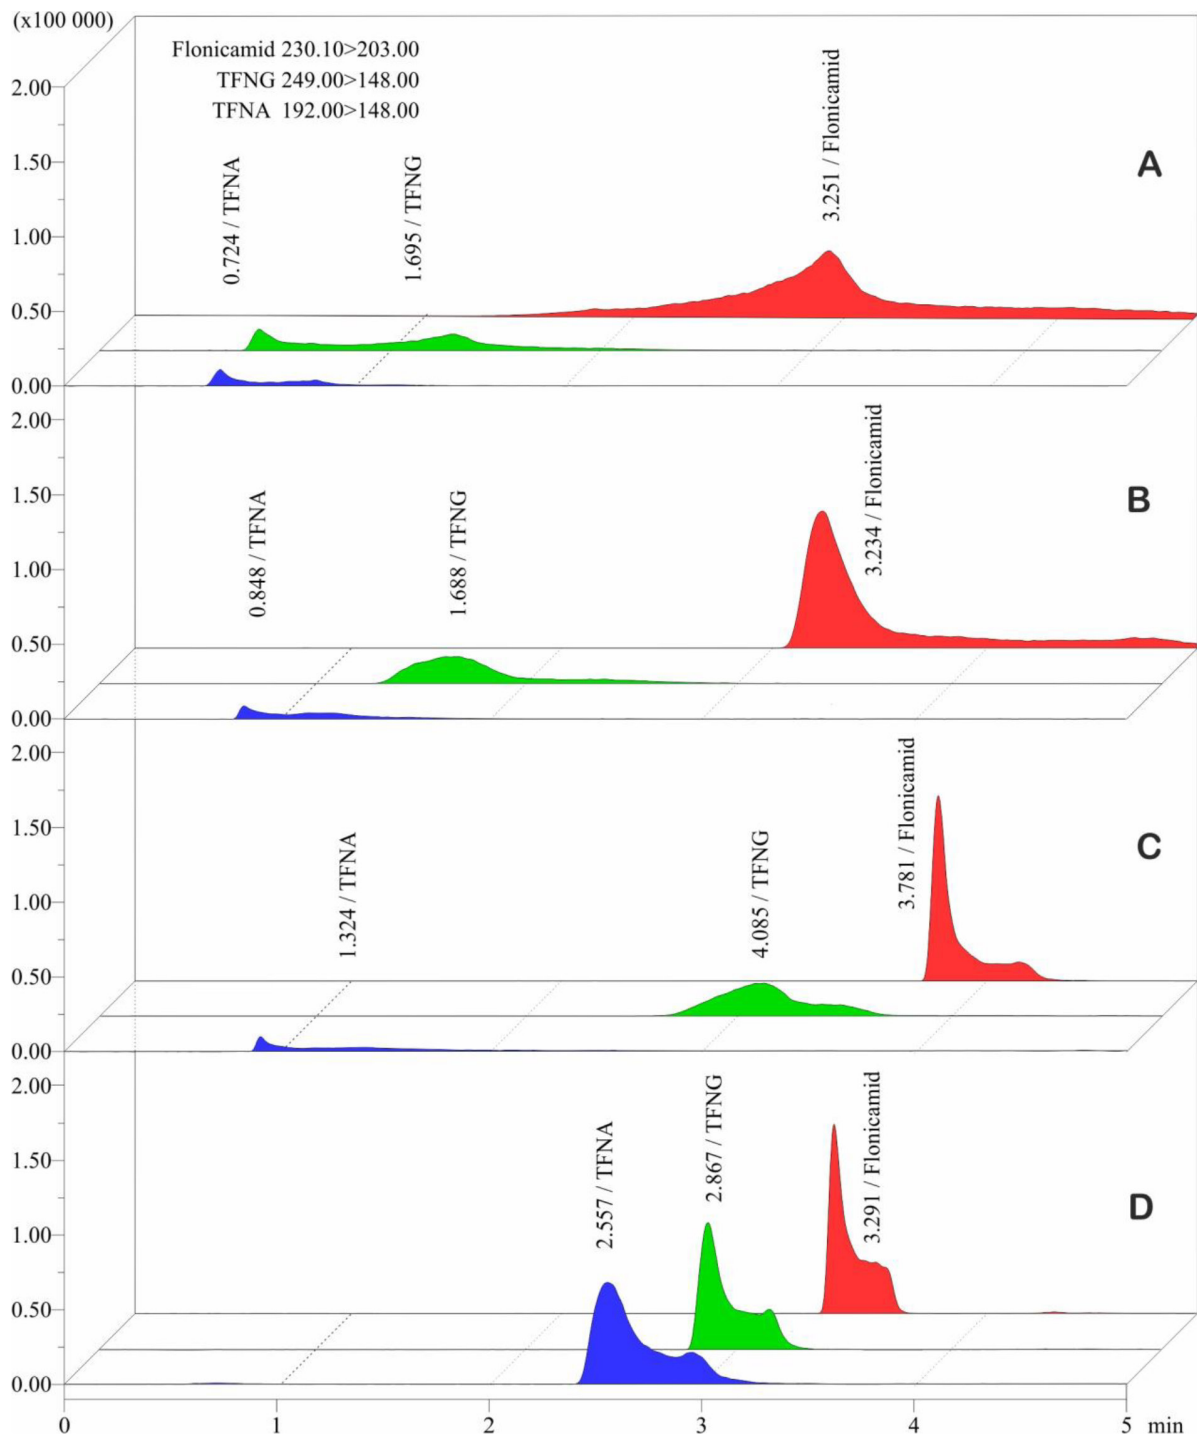 (x100 000)
Flonicamid 230.10>203.00
TFNG 249.00>148.00
TFNA 192.00>148.00
2.00
1.50
1.00
0.50
0.00
0.724 / TFNA
1.695 / TFNG
3.251 / Flonicamid
A
2.00
1.50
1.00
0.50
0.00
0.848 / TFNA
1.688 / TFNG
3.234 / Flonicamid
B
2.00
1.50
1.00
0.50
0.00
1.324 / TFNA
4.085 / TFNG
3.781 / Flonicamid
C
2.00
1.50
1.00
0.50
0.00
2.557 / TFNA
2.867 / TFNG
3.291 / Flonicamid
D
0 1 2 3 4 5 min